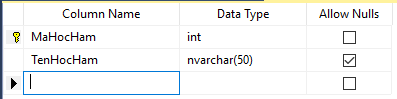 Column Name Data Type Allow Nulls
MaHocHam int
TenHocHam nvarchar(50)